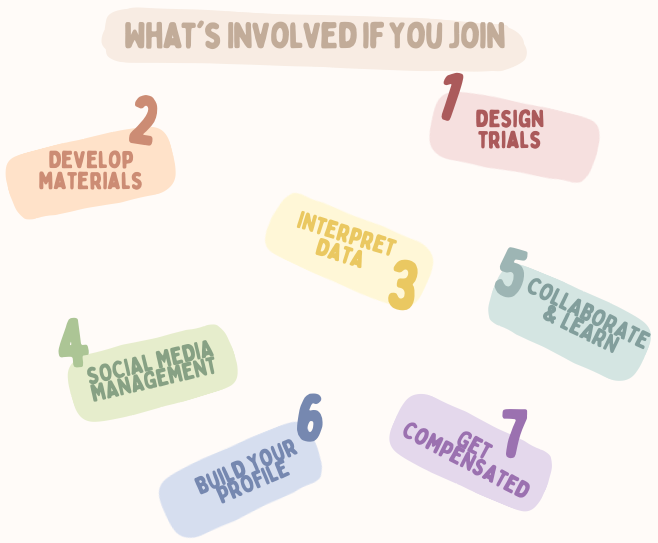 WHAT'S INVOLVED IF YOU JOIN
1
DESIGN
TRIALS
2
DEVELOP
MATERIALS
INTERPRET
DATA
3
4
SOCIAL MEDIA
MANAGEMENT
5
COLLABORATE
& LEARN
6
BUILD YOUR
PROFILE
7
GET
COMPENSATED